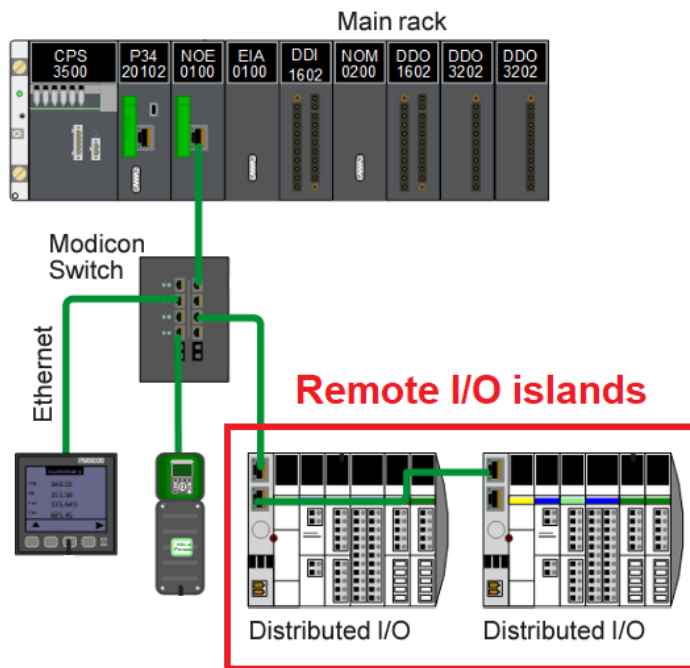 Main rack
CPS
3500
P34
20102
NOE
0100
EIA
0100
DDI
1602
NOM
0200
DDO
1602
DDO
3202
DDO
3202
Modicon
Switch
Ethernet
Remote I/O islands
summary
Distributed I/O
Distributed I/O